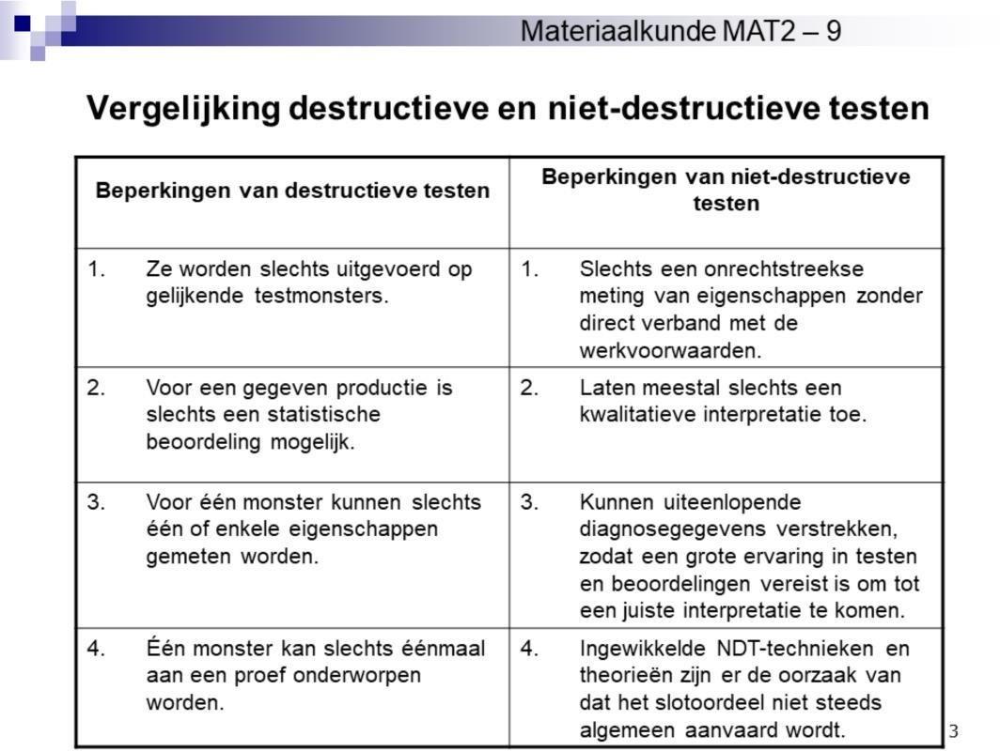 Materiaalkunde MAT2 – 9
Vergelijking destructieve en niet-destructieve testen
Beperkingen van destructieve testen
Beperkingen van niet-destructieve
testen
1. Ze worden slechts uitgevoerd op
gelijkende testmonsters.
1. Slechts een onrechtstreekse
meting van eigenschappen zonder
direct verband met de
werkvoorwaarden.
2. Voor een gegeven productie is
slechts een statistische
beoordeling mogelijk.
2. Laten meestal slechts een
kwalitatieve interpretatie toe.
3. Voor één monster kunnen slechts
één of enkele eigenschappen
gemeten worden.
3. Kunnen uiteenlopende
diagnosegegevens verstrekken,
zodat een grote ervaring in testen
en beoordelingen vereist is om tot
een juiste interpretatie te komen.
4. Één monster kan slechts éénmaal
aan een proef onderworpen
worden.
4. Ingewikkelde NDT-technieken en
theorieën zijn er de oorzaak van
dat het slotoordeel niet steeds
algemeen aanvaard wordt.
3